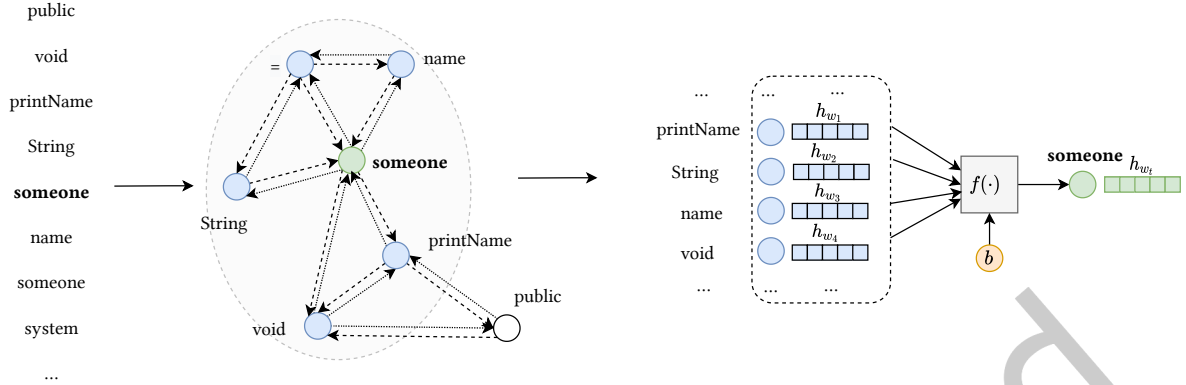 public
void
printName
String
someone
name
someone
system
...
=
name
someone
String
printName
public
void
... ... ...
printName h_{w_1}
String h_{w_2}
name h_{w_3}
void h_{w_4}
... ... ...
f(·)
b
someone h_{w_t}
d